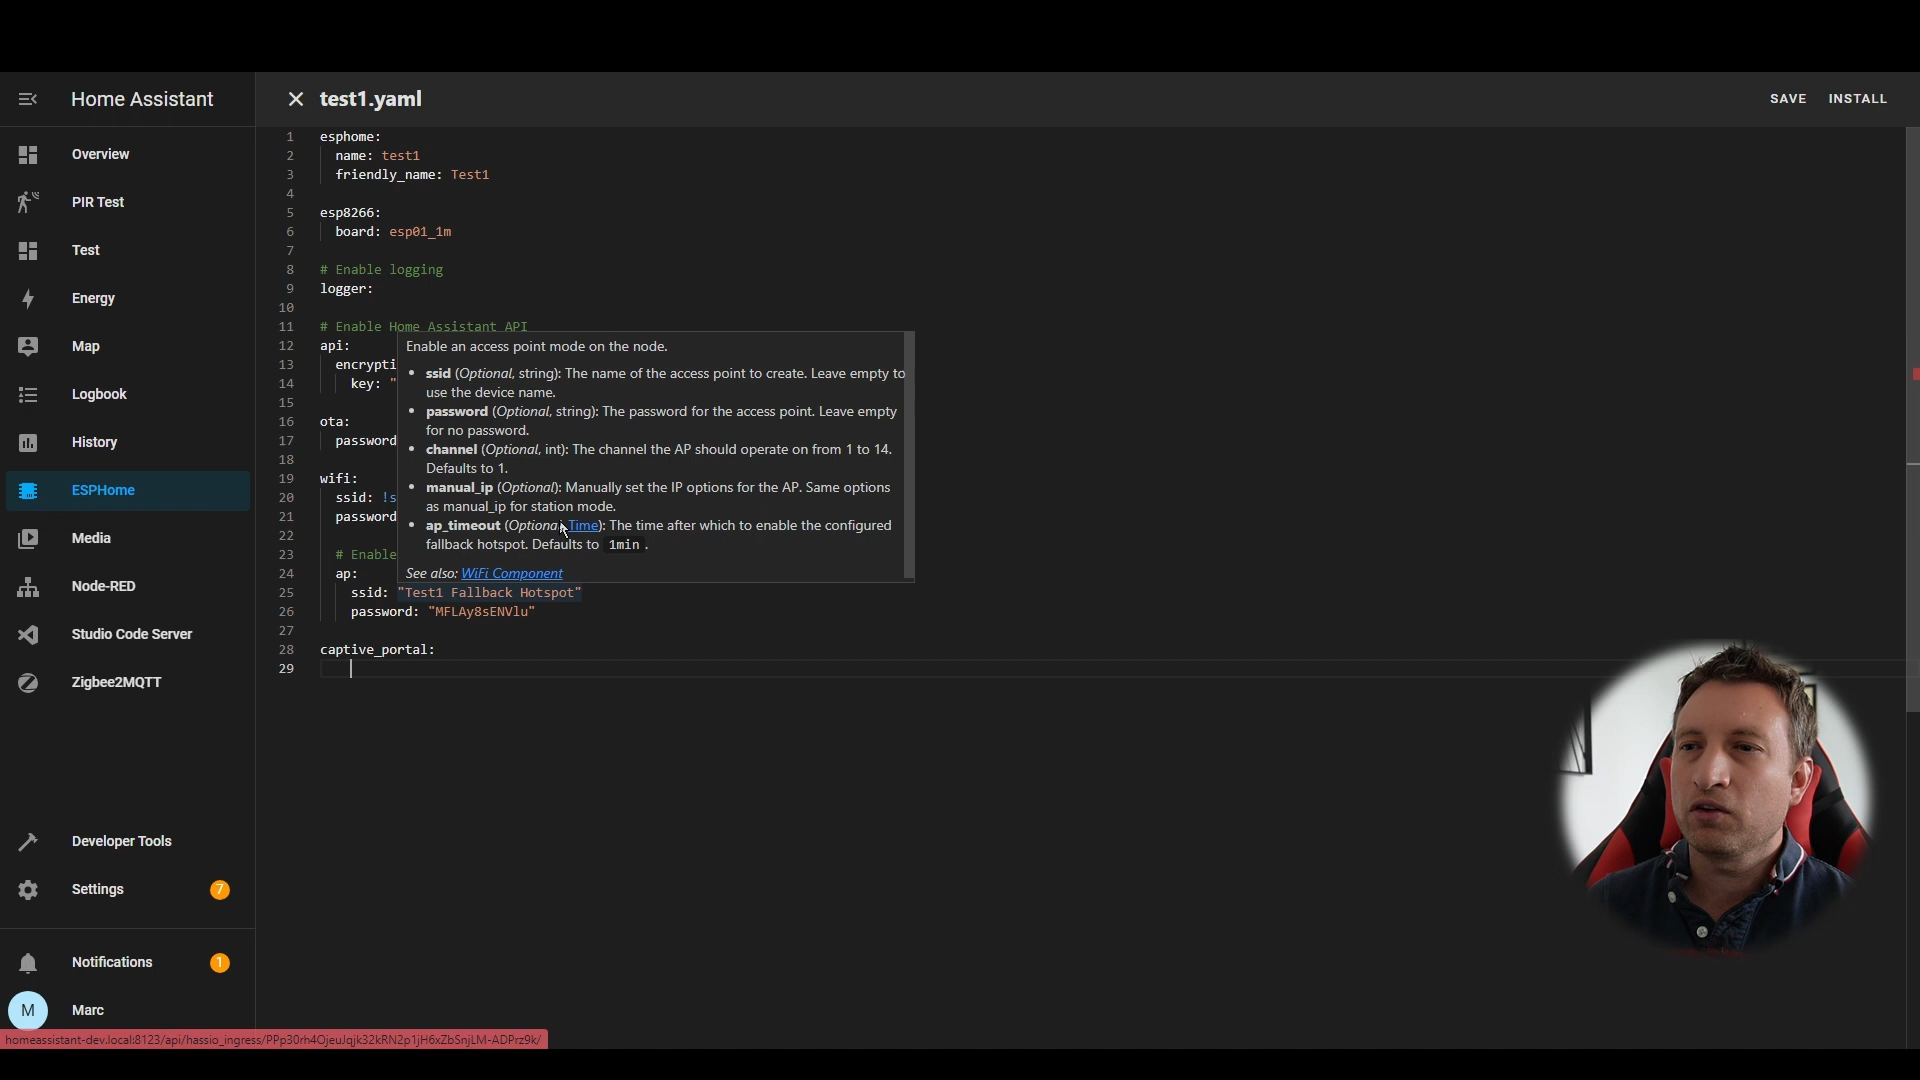 Home Assistant
test1.yaml
SAVE
INSTALL
Overview
PIR Test
Test
Energy
Map
Logbook
History
ESPHome
Media
Node-RED
Studio Code Server
Zigbee2MQTT
Developer Tools
Settings
7
Notifications
1
M
Marc
1 esphome:
2 name: test1
3 friendly_name: Test1
4
5 esp8266:
6 board: esp01_1m
7
8 # Enable logging
9 logger:
10
11 # Enable Home Assistant API
12 api:
13 encrypti
14 key: "
15
16 ota:
17 password
18
19 wifi:
20 ssid: !s
21 password
22
23 # Enable
24 ap:
25 ssid: "Test1 Fallback Hotspot"
26 password: "MFLAy8sENVlu"
27
28 captive_portal:
29
Enable an access point mode on the node.
• ssid (Optional, string): The name of the access point to create. Leave empty to
use the device name.
• password (Optional, string): The password for the access point. Leave empty
for no password.
• channel (Optional, int): The channel the AP should operate on from 1 to 14.
Defaults to 1.
• manual_ip (Optional): Manually set the IP options for the AP. Same options
as manual_ip for station mode.
• ap_timeout (Optional, Time): The time after which to enable the configured
fallback hotspot. Defaults to 1min .
See also: WiFi Component